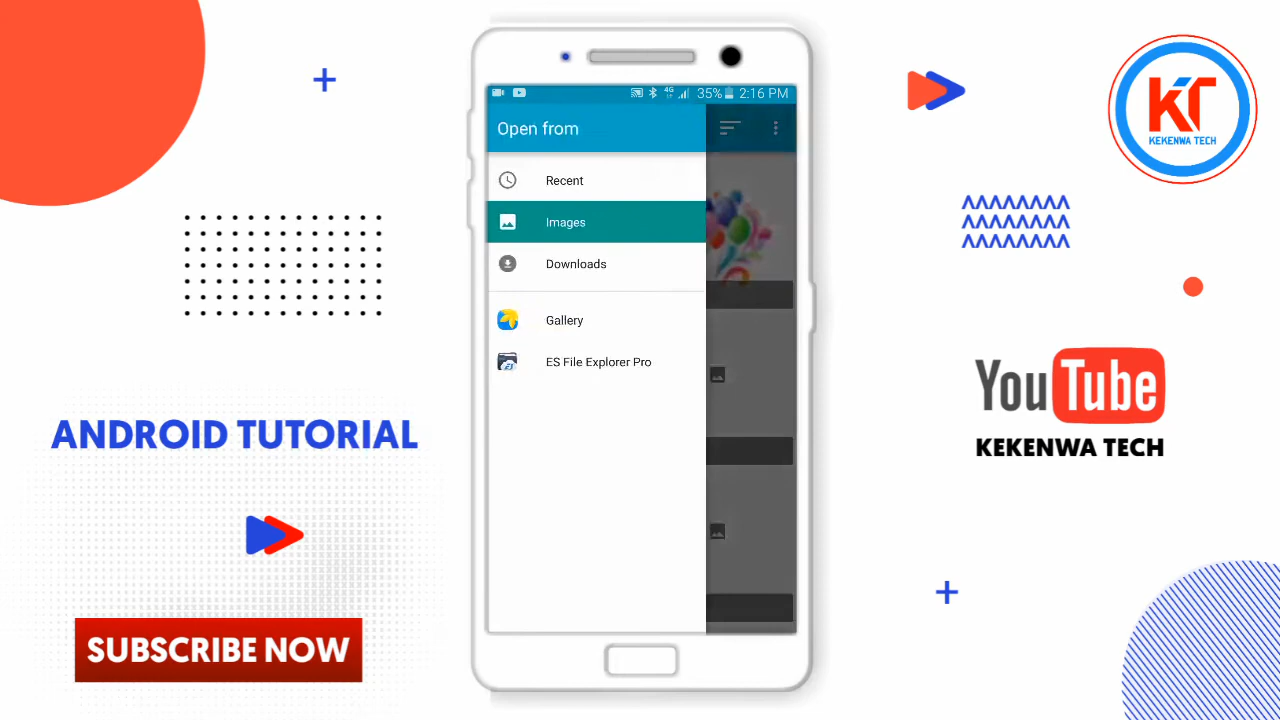 4G 35% 2:16 PM
Open from
Recent
Images
Downloads
Gallery
ES File Explorer Pro
KT
KEKENWA TECH
ANDROID TUTORIAL
SUBSCRIBE NOW
YouTube
KEKENWA TECH